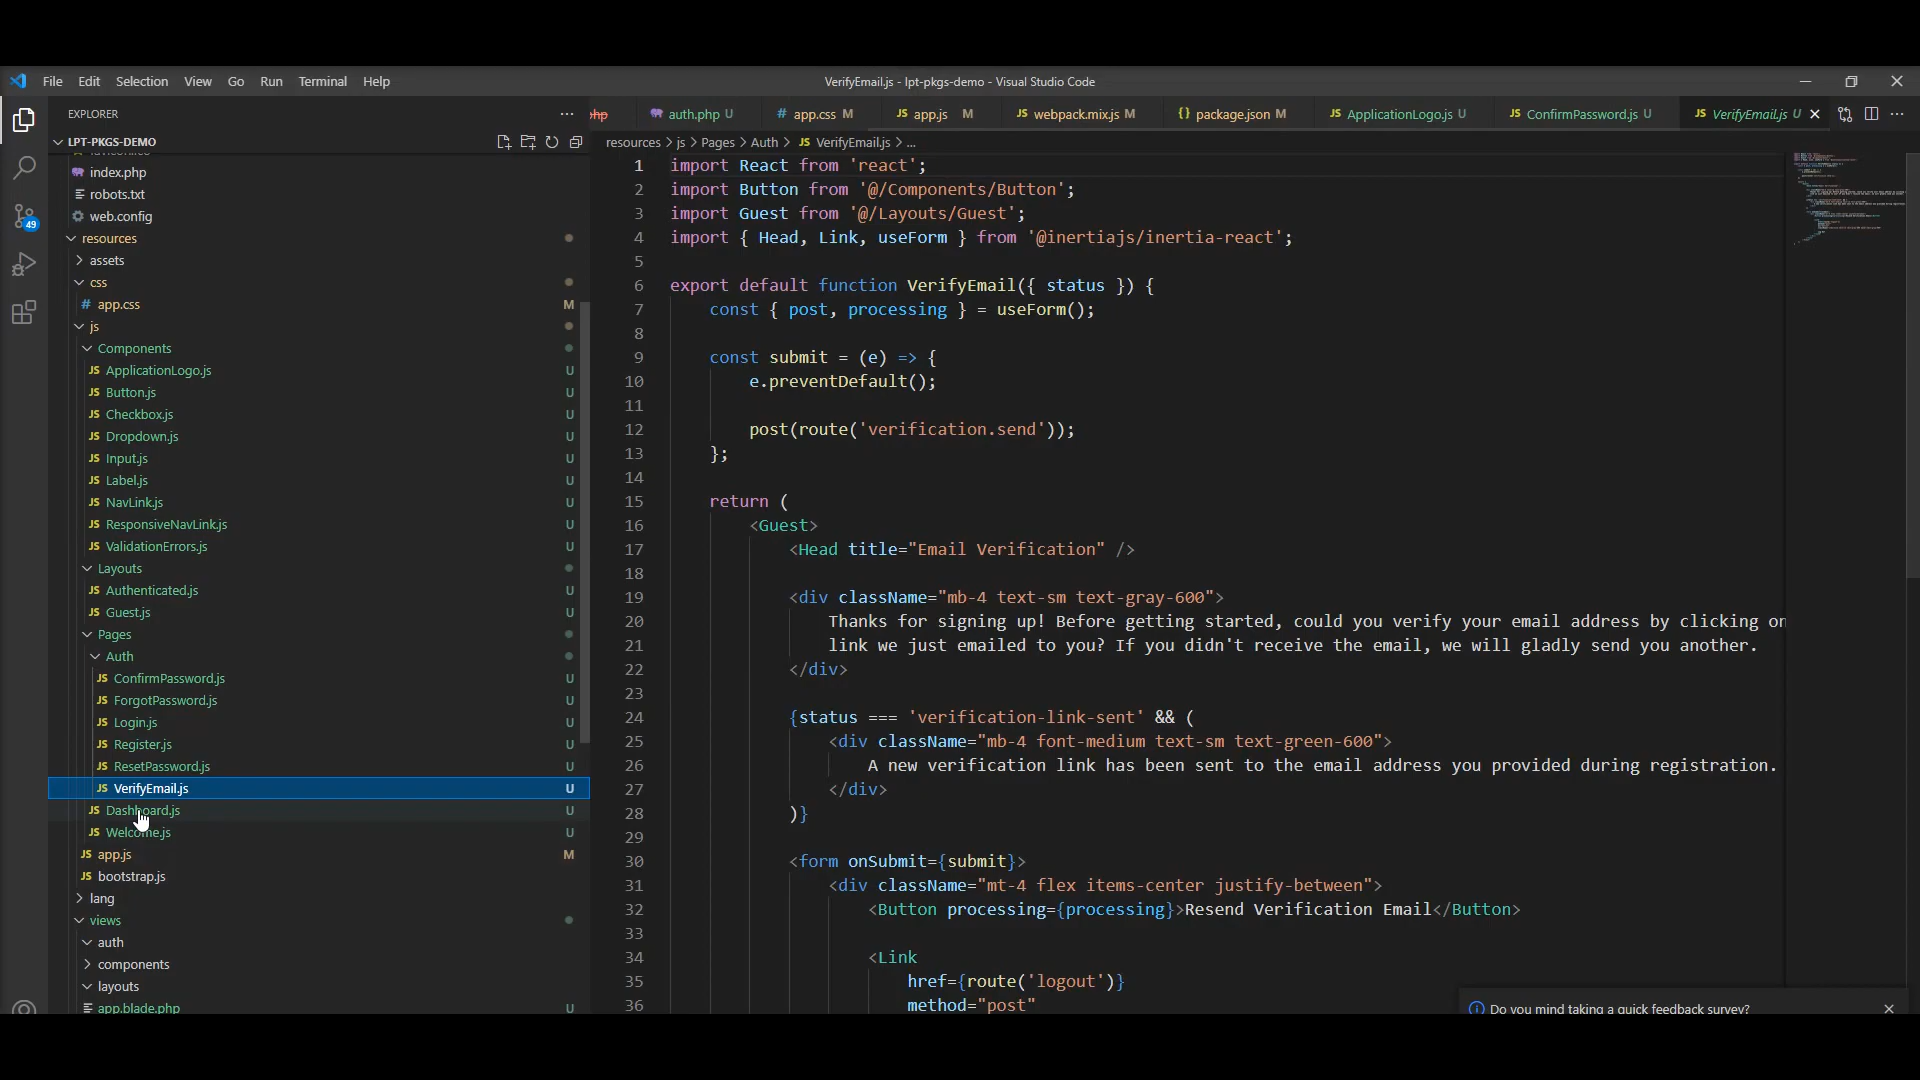 File Edit Selection View Go Run Terminal Help
VerifyEmail.js - lpt-pkgs-demo - Visual Studio Code
EXPLORER
LPT-PKGS-DEMO
index.php
robots.txt
web.config
resources
assets
css
# app.css M
js
Components
JS ApplicationLogo.js U
JS Button.js U
JS Checkbox.js U
JS Dropdown.js U
JS Input.js U
JS Label.js U
JS NavLink.js U
JS ResponsiveNavLink.js U
JS ValidationErrors.js U
Layouts
JS Authenticated.js U
JS Guest.js U
Pages
Auth
JS ConfirmPassword.js U
JS ForgotPassword.js U
JS Login.js U
JS Register.js U
JS ResetPassword.js U
JS VerifyEmail.js U
JS Dashboard.js U
JS Welcome.js U
JS app.js M
JS bootstrap.js
lang
views
auth
components
layouts
app.blade.php U
49
php auth.php U # app.css M JS app.js M JS webpack.mix.js M {} package.json M JS ApplicationLogo.js U JS ConfirmPassword.js U JS VerifyEmail.js U
resources > js > Pages > Auth > JS VerifyEmail.js > ...
1 import React from 'react';
2 import Button from '@/Components/Button';
3 import Guest from '@/Layouts/Guest';
4 import { Head, Link, useForm } from '@inertiajs/inertia-react';
5
6 export default function VerifyEmail({ status }) {
7 const { post, processing } = useForm();
8
9 const submit = (e) => {
10 e.preventDefault();
11
12 post(route('verification.send'));
13 };
14
15 return (
16 <Guest>
17 <Head title="Email Verification" />
18
19 <div className="mb-4 text-sm text-gray-600">
20 Thanks for signing up! Before getting started, could you verify your email address by clicking on
21 link we just emailed to you? If you didn't receive the email, we will gladly send you another.
22 </div>
23
24 {status === 'verification-link-sent' && (
25 <div className="mb-4 font-medium text-sm text-green-600">
26 A new verification link has been sent to the email address you provided during registration.
27 </div>
28 )}
29
30 <form onSubmit={submit}>
31 <div className="mt-4 flex items-center justify-between">
32 <Button processing={processing}>Resend Verification Email</Button>
33
34 <Link
35 href={route('logout')}
36 method="post"
Do you mind taking a quick feedback survey?